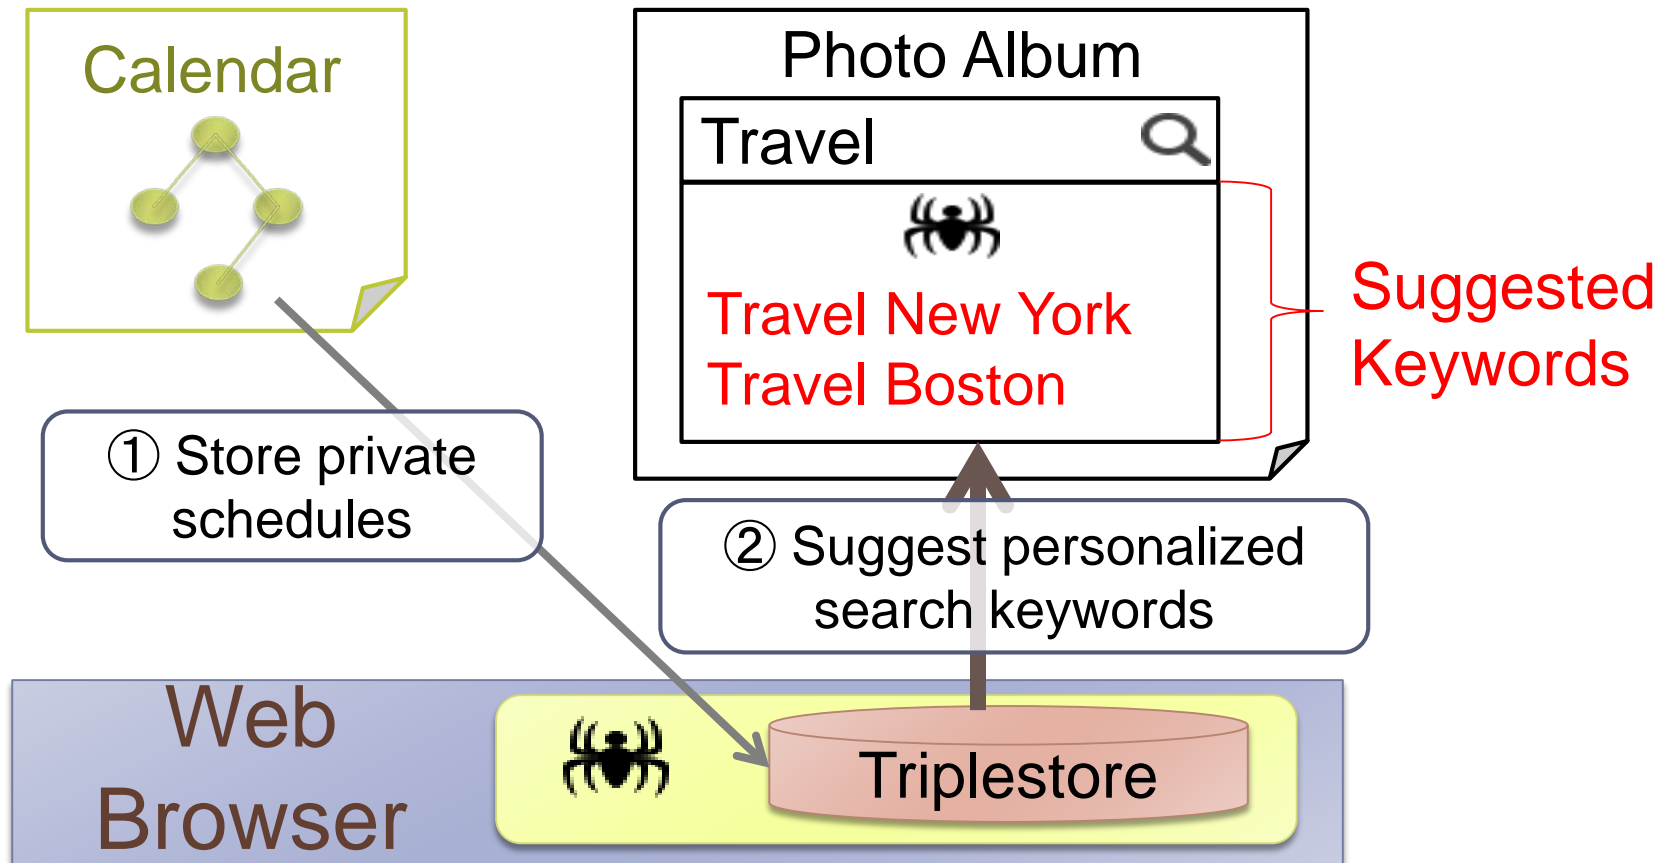 Calendar
Photo Album
Travel
Travel New York
Travel Boston
Suggested
Keywords
① Store private
schedules
② Suggest personalized
search keywords
Web
Browser
Triplestore